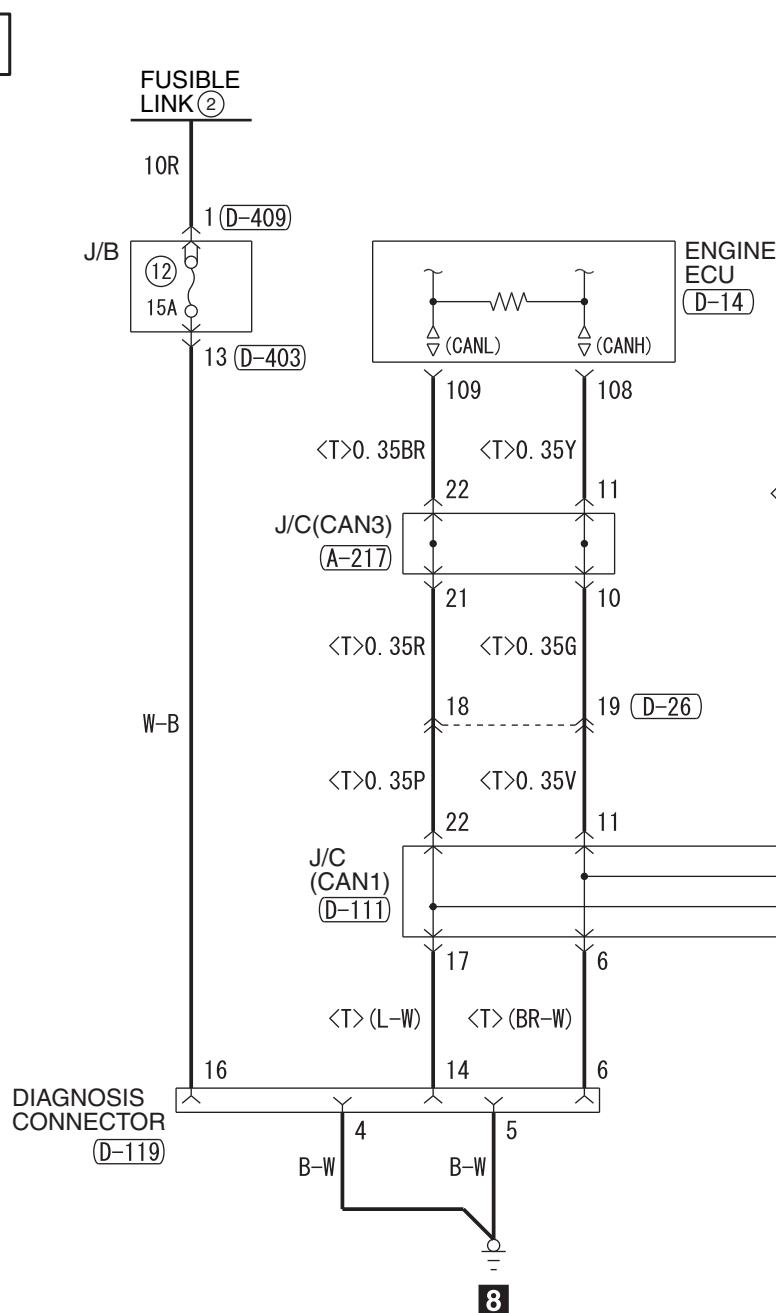 FUSIBLE
LINK ②
10R
1 D-409
J/B
⑫
15A
13 D-403
ENGINE
ECU
D-14
(CANL)
(CANH)
109
108
<T>0.35BR
<T>0.35Y
22
11
J/C(CAN3)
A-217
21
10
<T>0.35R
<T>0.35G
18
19 D-26
W-B
<T>0.35P
<T>0.35V
22
11
J/C
(CAN1)
D-111
17
6
<T>(L-W)
<T>(BR-W)
16
14
6
DIAGNOSIS
CONNECTOR
D-119
4
5
B-W
B-W
8